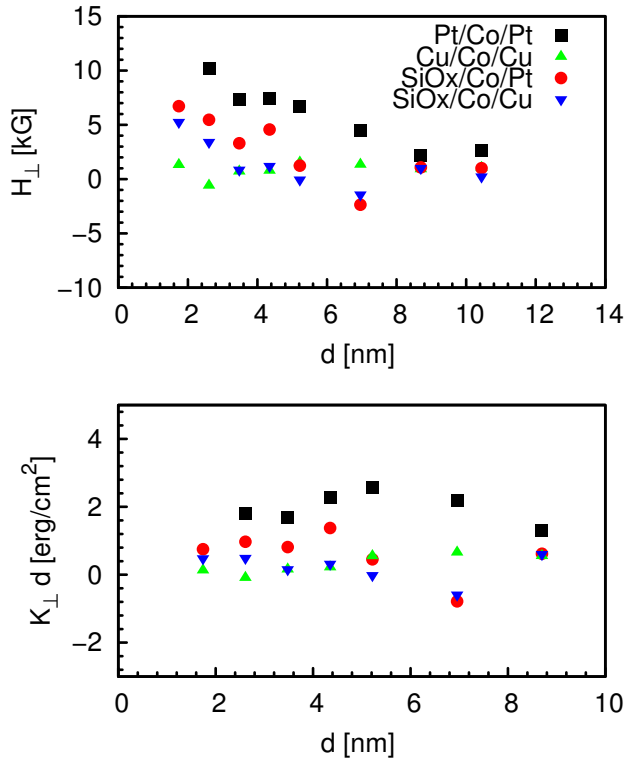 15
10
5
0
−5
−10
H⊥ [kG]
Pt/Co/Pt
Cu/Co/Cu
SiOx/Co/Pt
SiOx/Co/Cu
0 2 4 6 8 10 12 14
d [nm]
4
2
0
−2
K⊥ d [erg/cm²]
0 2 4 6 8 10
d [nm]